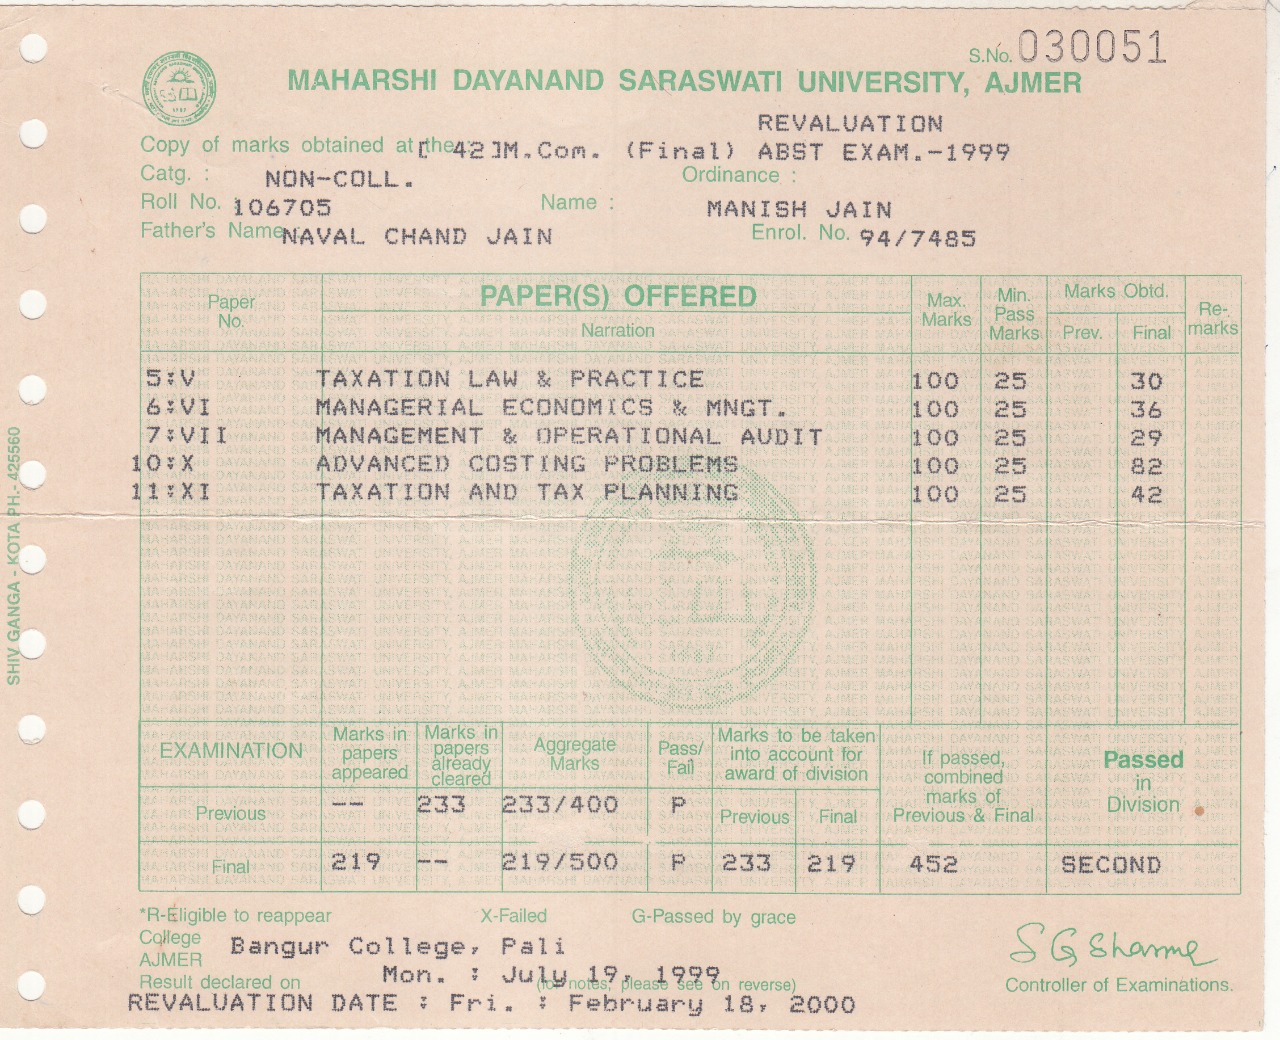 S.No. 030051
MAHARSHI DAYANAND SARASWATI UNIVERSITY, AJMER
REVALUATION
Copy of marks obtained at the [ 42]M.Com. (Final) ABST EXAM.-1999
Catg. : NON-COLL. Ordinance :
Roll No. 106705 Name : MANISH JAIN
Father's Name NAVAL CHAND JAIN Enrol. No. 94/7485
Paper No. PAPER(S) OFFERED Narration Max. Marks Min. Pass Marks Marks Obtd. Prev. Final Re-marks
5:V TAXATION LAW & PRACTICE 100 25 30
6:VI MANAGERIAL ECONOMICS & MNGT. 100 25 36
7:VII MANAGEMENT & OPERATIONAL AUDIT 100 25 29
10:X ADVANCED COSTING PROBLEMS 100 25 82
11:XI TAXATION AND TAX PLANNING 100 25 42
EXAMINATION Marks in papers appeared Marks in papers already cleared Aggregate Marks Pass/Fail Marks to be taken into account for award of division Previous Final If passed, combined marks of Previous & Final Passed in Division
Previous -- 233 233/400 P
Final 219 -- 219/500 P 233 219 452 SECOND
*R-Eligible to reappear X-Failed G-Passed by grace
College Bangur College, Pali
AJMER
Result declared on Mon. : July 19, 1999
(for notes, please see on reverse)
REVALUATION DATE : Fri. : February 18, 2000
S G Sharma
Controller of Examinations.
SHIV GANGA - KOTA PH.- 425560